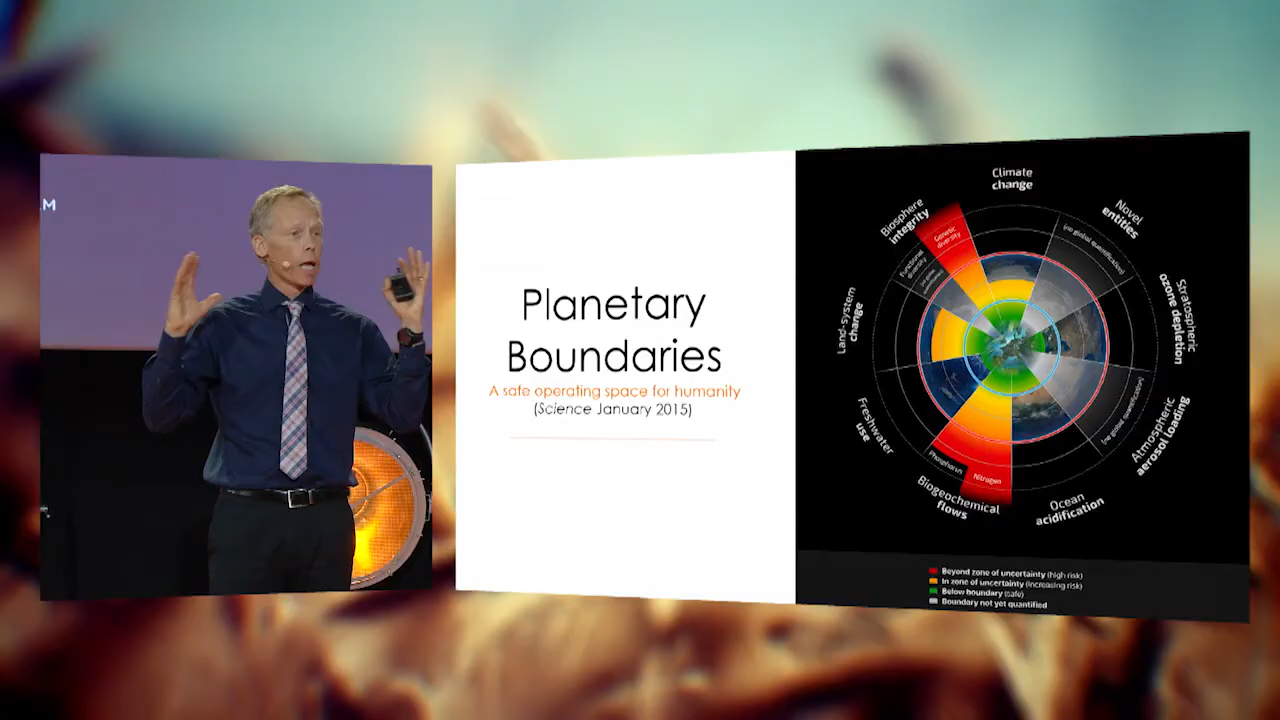 M
Planetary
Boundaries
A safe operating space for humanity
(Science January 2015)
Climate
change
Novel
entities
(no global quantification)
Stratospheric
ozone depletion
Atmospheric
aerosol loading
(no global quantification)
Ocean
acidification
Biogeochemical
flows
Phosphorus
Nitrogen
Freshwater
use
Land-system
change
Biosphere
integrity
Genetic
diversity
Functional
diversity
Beyond zone of uncertainty (high risk)
In zone of uncertainty (increasing risk)
Below boundary (safe)
Boundary not yet quantified